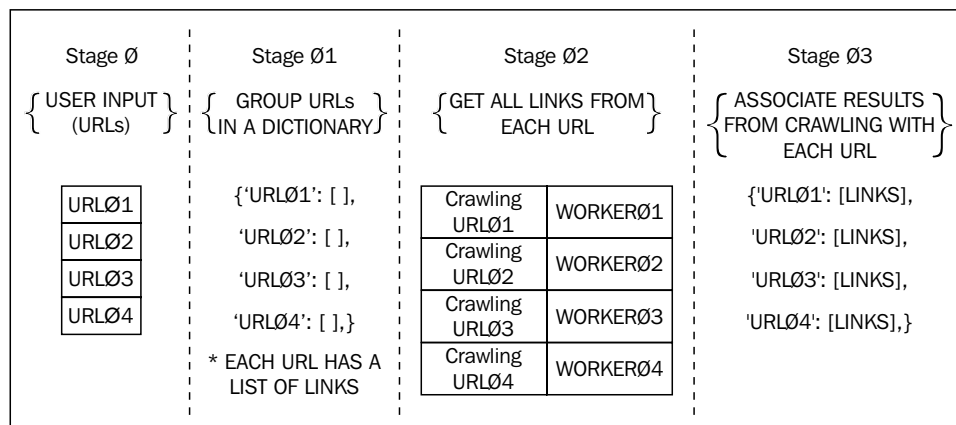 Stage Ø
{ USER INPUT
(URLs) }
URLØ1
URLØ2
URLØ3
URLØ4
Stage Ø1
{ GROUP URLs
IN A DICTIONARY }
{‘URLØ1’: [ ],
‘URLØ2’: [ ],
‘URLØ3’: [ ],
‘URLØ4’: [ ],}
* EACH URL HAS A
LIST OF LINKS
Stage Ø2
{ GET ALL LINKS FROM
EACH URL }
Crawling
URLØ1
WORKERØ1
Crawling
URLØ2
WORKERØ2
Crawling
URLØ3
WORKERØ3
Crawling
URLØ4
WORKERØ4
Stage Ø3
{ ASSOCIATE RESULTS
FROM CRAWLING WITH
EACH URL }
{'URLØ1': [LINKS],
'URLØ2': [LINKS],
'URLØ3': [LINKS],
'URLØ4': [LINKS],}